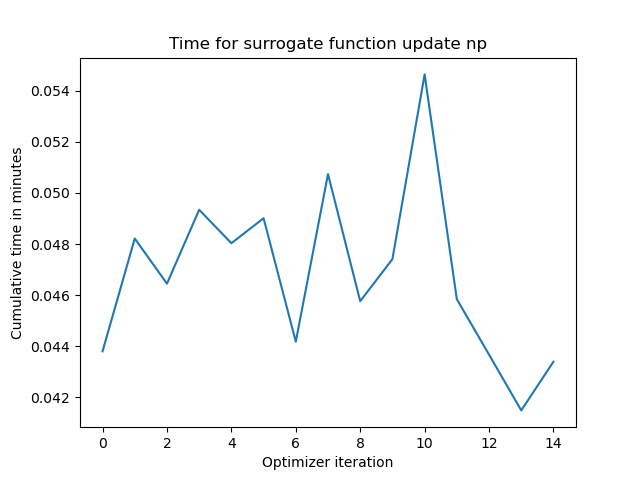 Time for surrogate function update np
Cumulative time in minutes
0.054
0.052
0.050
0.048
0.046
0.044
0.042
0 2 4 6 8 10 12 14
Optimizer iteration